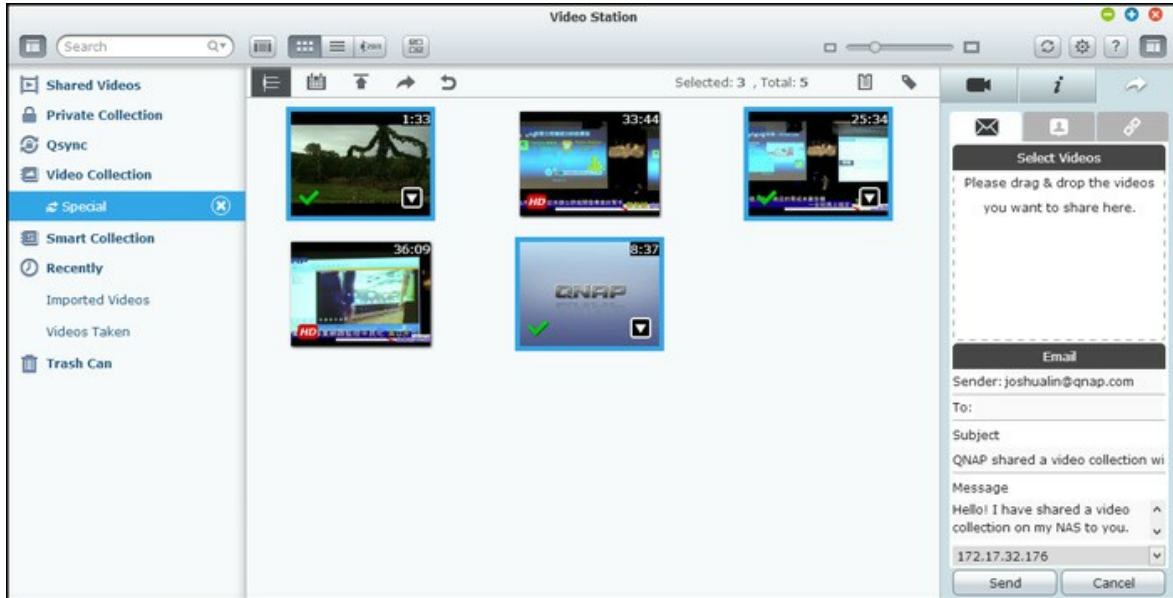 Video Station
Search
Shared Videos
Private Collection
Qsync
Video Collection
Special
Smart Collection
Recently
Imported Videos
Videos Taken
Trash Can
Selected: 3 , Total: 5
1:33
33:44
HD
25:34
36:09
HD
8:37
QNAP
Select Videos
Please drag & drop the videos
you want to share here.
Email
Sender: joshualin@qnap.com
To:
Subject
QNAP shared a video collection wi
Message
Hello! I have shared a video
collection on my NAS to you.
172.17.32.176
Send
Cancel